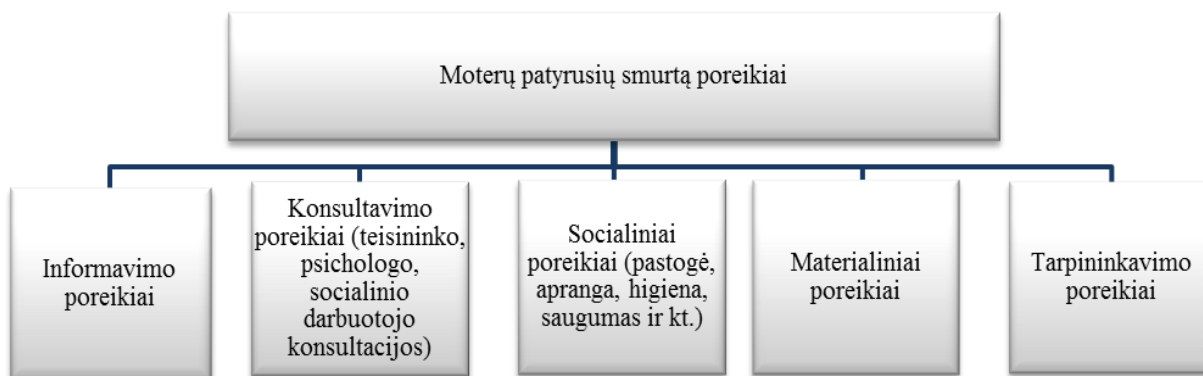 Moterų patyrusių smurtą poreikiai
Informavimo
poreikiai
Konsultavimo
poreikiai (teisininko,
psichologo,
socialinio
darbuotojo
konsultacijos)
Socialiniai
poreikiai (pastogė,
apranga, higiena,
saugumas ir kt.)
Materialiniai
poreikiai
Tarpininkavimo
poreikiai